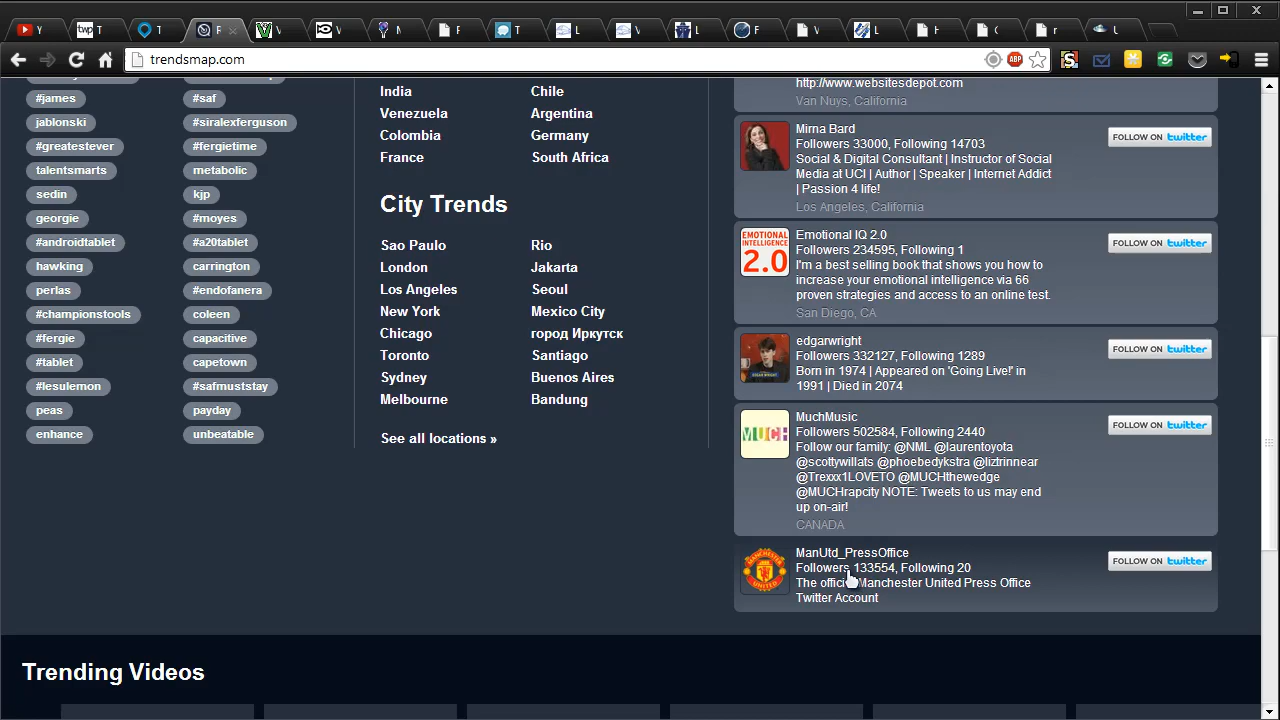 Y
T
T
F
V
V
M
F
T
L
V
L
F
V
L
F
C
r
U
trendsmap.com
ABP
#james
#saf
jablonski
#siralexferguson
#greatestever
#fergietime
talentsmarts
metabolic
sedin
kjp
georgie
#moyes
#androidtablet
#a20tablet
hawking
carrington
perlas
#endofanera
#championstools
coleen
#fergie
capacitive
#tablet
capetown
#lesulemon
#safmuststay
peas
payday
enhance
unbeatable
India
Chile
Venezuela
Argentina
Colombia
Germany
France
South Africa
City Trends
Sao Paulo
Rio
London
Jakarta
Los Angeles
Seoul
New York
Mexico City
Chicago
город Иркутск
Toronto
Santiago
Sydney
Buenos Aires
Melbourne
Bandung
See all locations »
http://www.websitesdepot.com
Van Nuys, California
Mirna Bard
Followers 33000, Following 14703
Social & Digital Consultant | Instructor of Social
Media at UCI | Author | Speaker | Internet Addict
| Passion 4 life!
Los Angeles, California
FOLLOW ON twitter
EMOTIONAL
INTELLIGENCE
2.0
Emotional IQ 2.0
Followers 234595, Following 1
I'm a best selling book that shows you how to
increase your emotional intelligence via 66
proven strategies and access to an online test.
San Diego, CA
FOLLOW ON twitter
edgarwright
Followers 332127, Following 1289
Born in 1974 | Appeared on 'Going Live!' in
1991 | Died in 2074
FOLLOW ON twitter
MUCH
MuchMusic
Followers 502584, Following 2440
Follow our family: @NML @laurentoyota
@scottywillats @phoebedykstra @liztrinnear
@Trexxx1LOVETO @MUCHthewedge
@MUCHrapcity NOTE: Tweets to us may end
up on-air!
CANADA
FOLLOW ON twitter
ManUtd_PressOffice
Followers 133554, Following 20
The official Manchester United Press Office
Twitter Account
FOLLOW ON twitter
Trending Videos